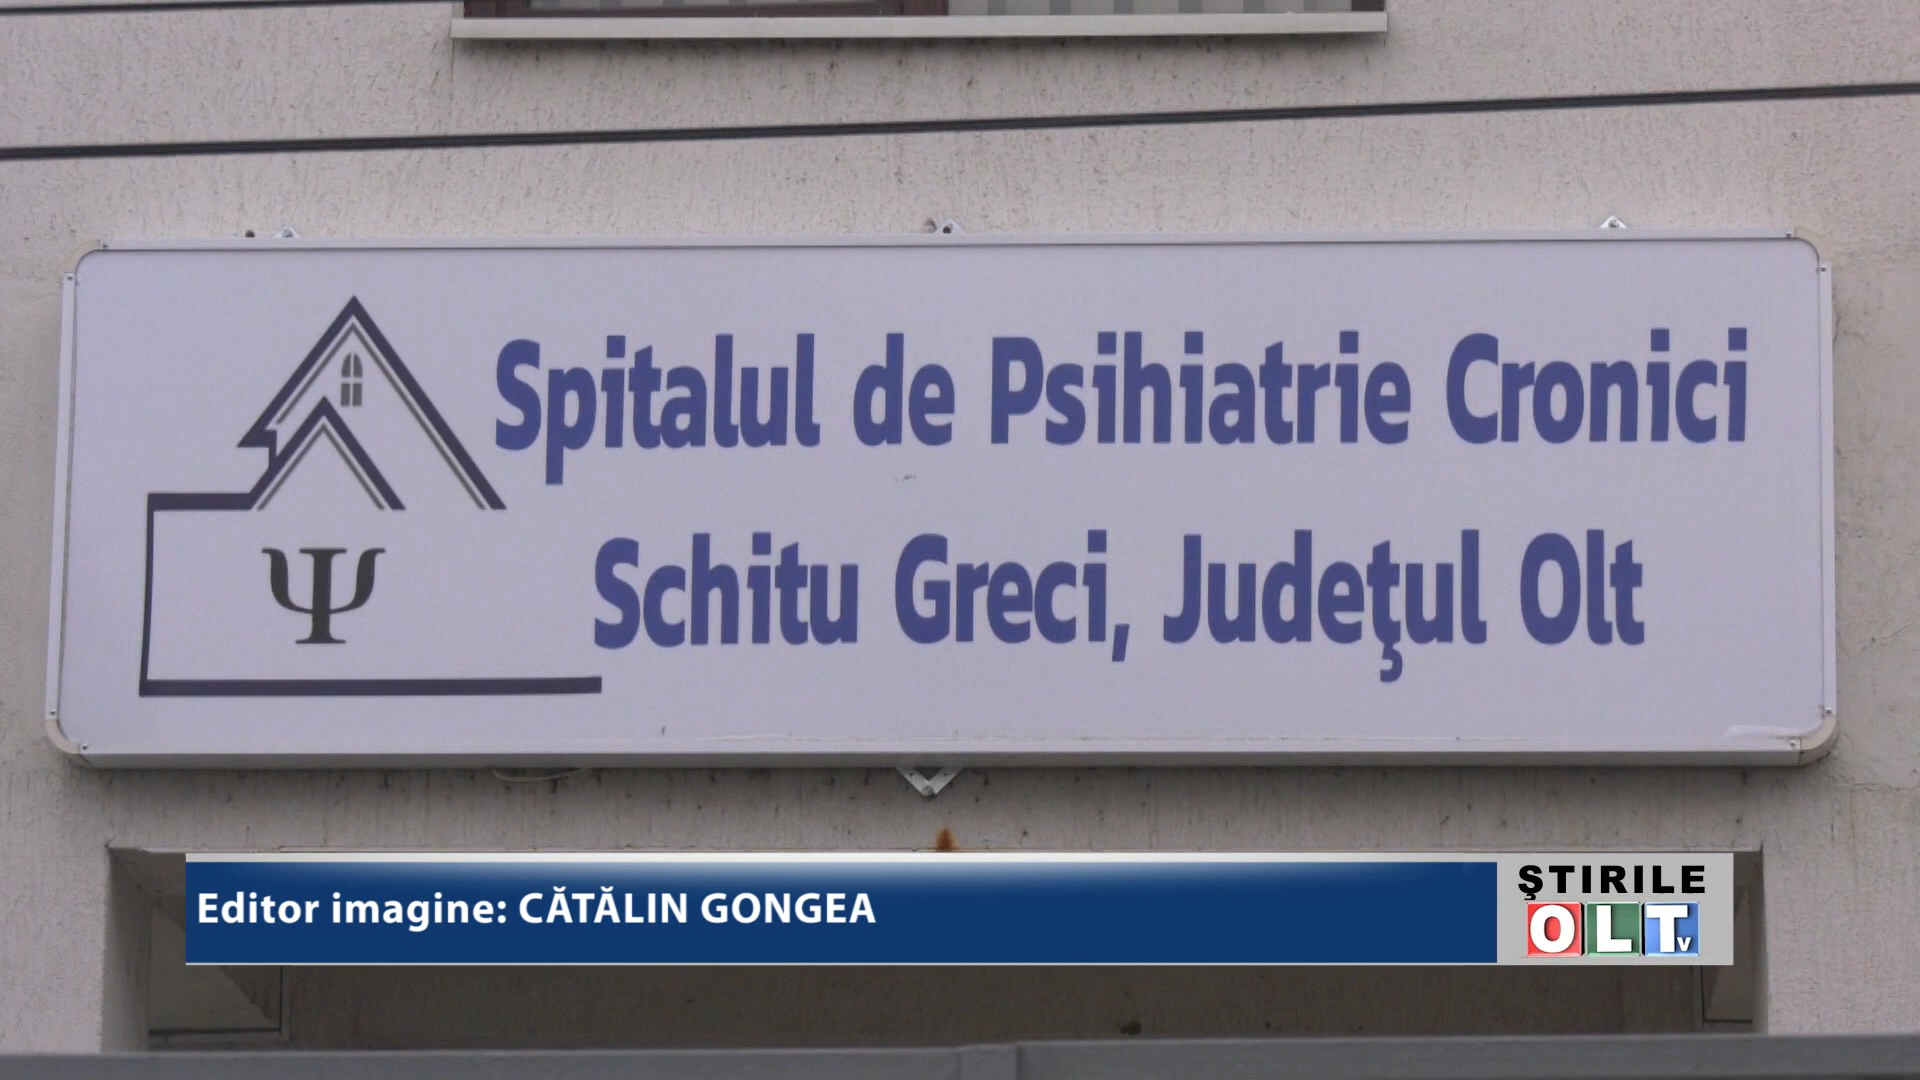 Spitalul de Psihiatrie Cronici
Schitu Greci, Judeţul Olt
Ψ
Editor imagine: CĂTĂLIN GONGEA
ŞTIRILE
OLTv